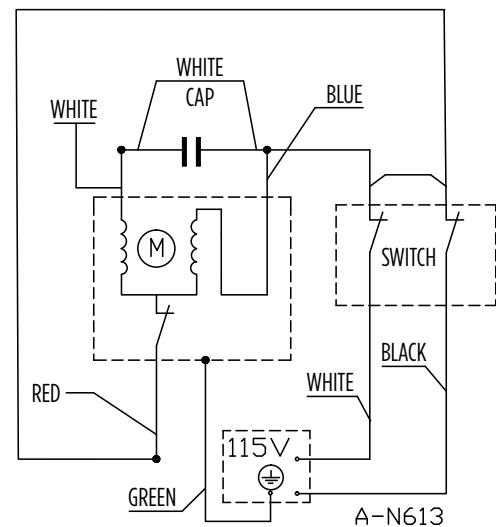 WHITE
CAP
WHITE
BLUE
M
SWITCH
BLACK
WHITE
RED
115V
GREEN
A-N613